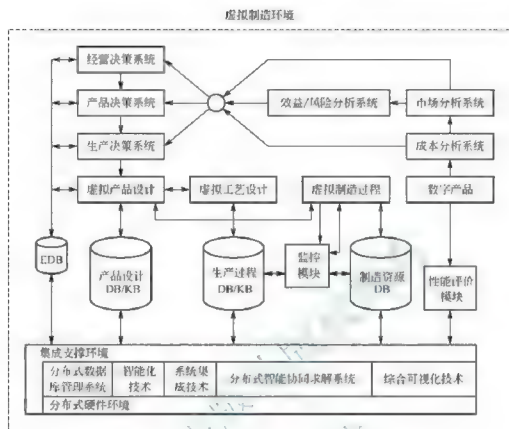 虚拟制造环境
经营决策系统
产品决策系统
效益/风险分析系统
市场分析系统
生产决策系统
成本分析系统
虚拟产品设计
虚拟工艺设计
虚拟制造过程
数字产品
EDB
产品设计
DB/KB
生产过程
DB/KB
监控
模块
制造资源
DB
性能评价
模块
集成支撑环境
分布式数据
库管理系统
智能化
技术
系统集
成技术
分布式智能协同求解系统
综合可视化技术
分布式硬件环境